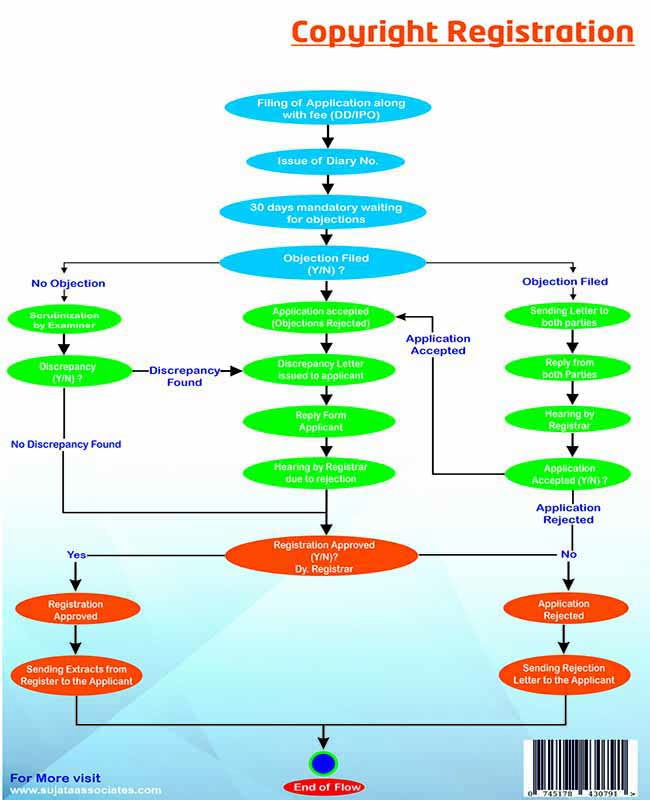 Copyright Registration
Filing of Application along
with fee (DD/IPO)
Issue of Diary No.
30 days mandatory waiting
for objections
Objection Filed
(Y/N) ?
No Objection
Objection Filed
Scrutinization
by Examiner
Application accepted
(Objections Rejected)
Sending Letter to
both parties
Application
Accepted
Discrepancy
(Y/N) ?
Discrepancy
Found
Discrepancy Letter
issued to applicant
Reply from
both Parties
Reply Form
Applicant
Hearing by
Registrar
No Discrepancy Found
Hearing by Registrar
due to rejection
Application
Accepted (Y/N) ?
Application
Rejected
Registration Approved
(Y/N)?
Dy. Registrar
Yes
No
Registration
Approved
Application
Rejected
Sending Extracts from
Register to the Applicant
Sending Rejection
Letter to the Applicant
End of Flow
For More visit
www.sujataassociates.com
0 745178 430791 >